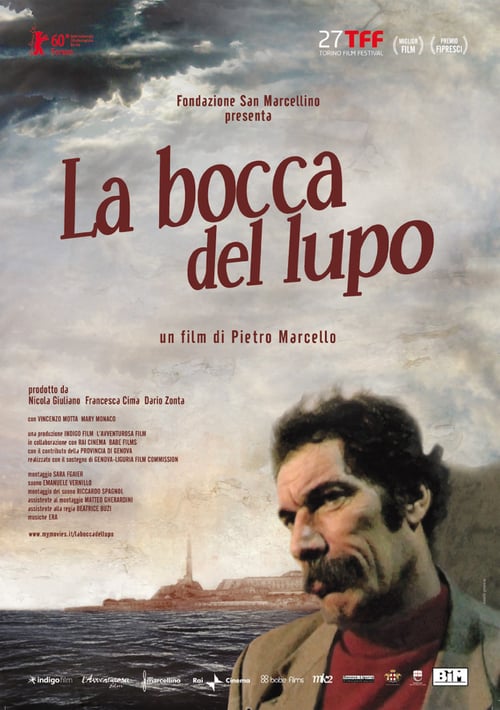 60
27 TFF
TORINO FILM FESTIVAL
MIGLIOR
FILM
PREMIO
FIPRESCI
Fondazione San Marcellino
presenta
La bocca
del lupo
un film di Pietro Marcello
prodotto da
Nicola Giuliano Francesca Cima Dario Zonta
con VINCENZO MOTTA MARY MONACO
una produzione INDIGO FILM L'AVVENTUROSA FILM
in collaborazione con RAI CINEMA BABE FILMS
con il contributo della PROVINCIA DI GENOVA
realizzato con il sostegno di GENOVA-LIGURIA FILM COMMISSION
montaggio SARA FGAIER
suono EMANUELE VERNILLO
montaggio del suono RICCARDO SPAGNOL
assistente al montaggio MATTEO GHERARDINI
assistente alla regia BEATRICE BUZI
musiche ERA
www.mymovies.it/laboccadellupo
indigofilm L'Avventurosa film marcellino Rai Cinema babe films mk2 BiM